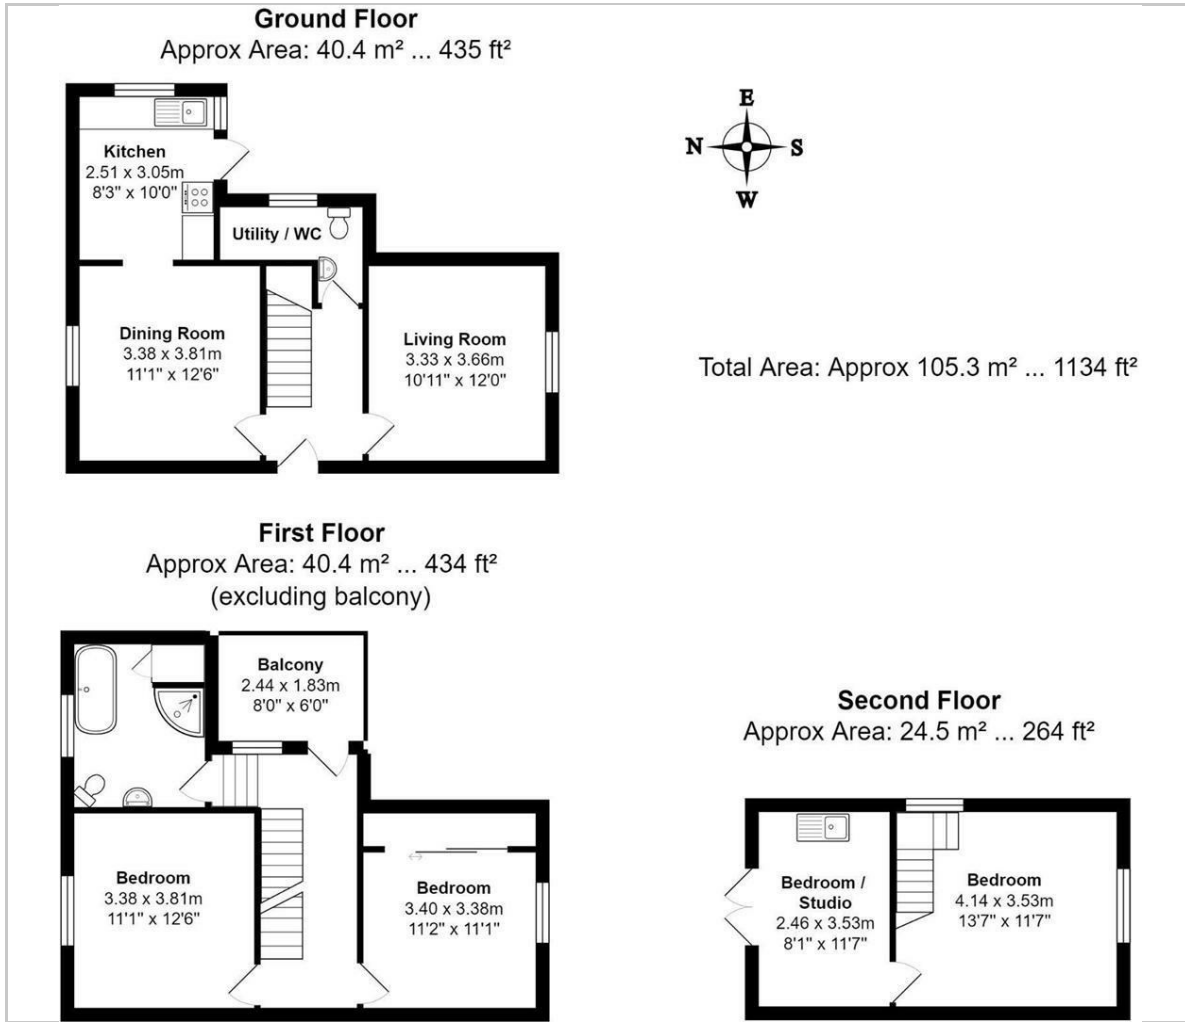 Ground Floor
Approx Area: 40.4 m² ... 435 ft²
Kitchen
2.51 x 3.05m
8'3" x 10'0"
Utility / WC
Dining Room
3.38 x 3.81m
11'1" x 12'6"
Living Room
3.33 x 3.66m
10'11" x 12'0"
E
N
S
W
Total Area: Approx 105.3 m² ... 1134 ft²
First Floor
Approx Area: 40.4 m² ... 434 ft²
(excluding balcony)
Balcony
2.44 x 1.83m
8'0" x 6'0"
Bedroom
3.38 x 3.81m
11'1" x 12'6"
Bedroom
3.40 x 3.38m
11'2" x 11'1"
Second Floor
Approx Area: 24.5 m² ... 264 ft²
Bedroom /
Studio
2.46 x 3.53m
8'1" x 11'7"
Bedroom
4.14 x 3.53m
13'7" x 11'7"